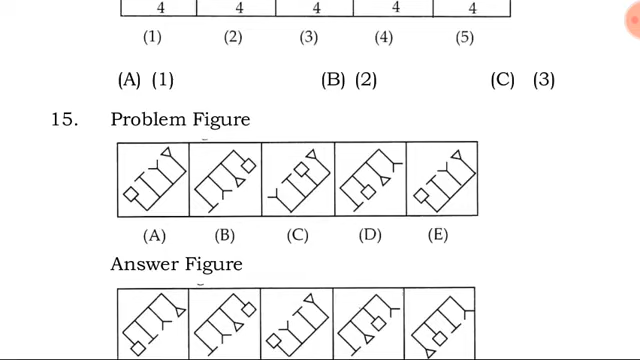 4 4 4 4 4
(1) (2) (3) (4) (5)
(A) (1) (B) (2) (C) (3)
15. Problem Figure
(A) (B) (C) (D) (E)
Answer Figure